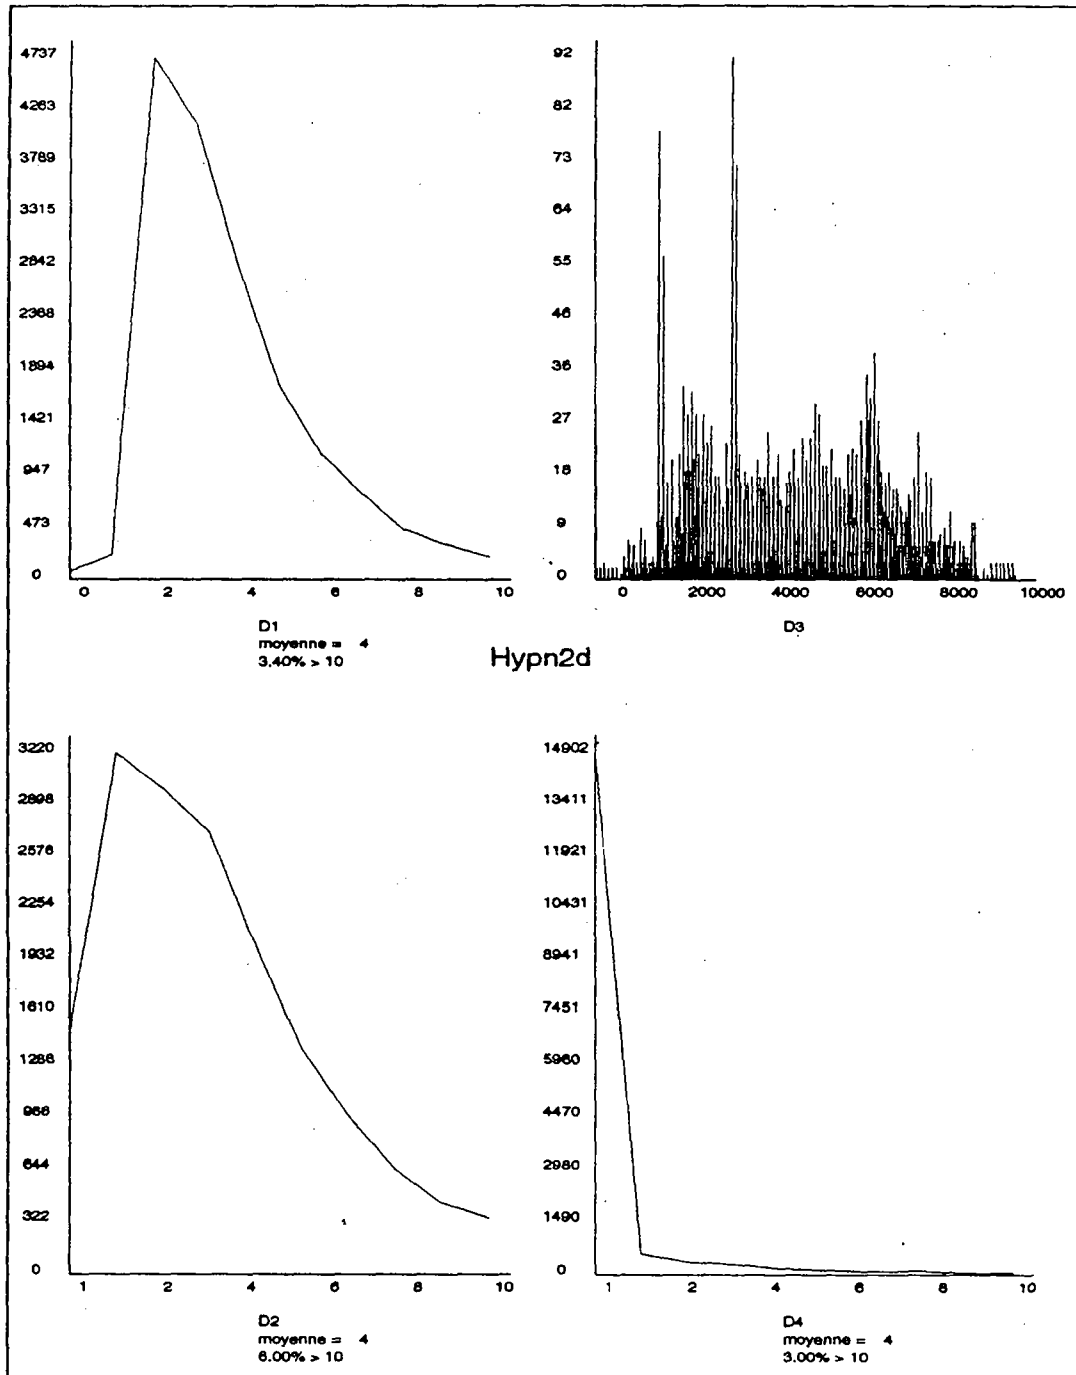 4737
4263
3789
3315
2842
2368
1894
1421
947
473
0
0 2 4 6 8 10
D1
moyenne = 4
3.40% > 10
92
82
73
64
55
46
36
27
18
9
0
0 2000 4000 6000 8000 10000
D3
Hypn2d
3220
2898
2576
2254
1932
1610
1288
966
644
322
0
1 2 4 6 8 10
D2
moyenne = 4
6.00% > 10
14902
13411
11921
10431
8941
7451
5960
4470
2980
1490
0
1 2 4 6 8 10
D4
moyenne = 4
3.00% > 10